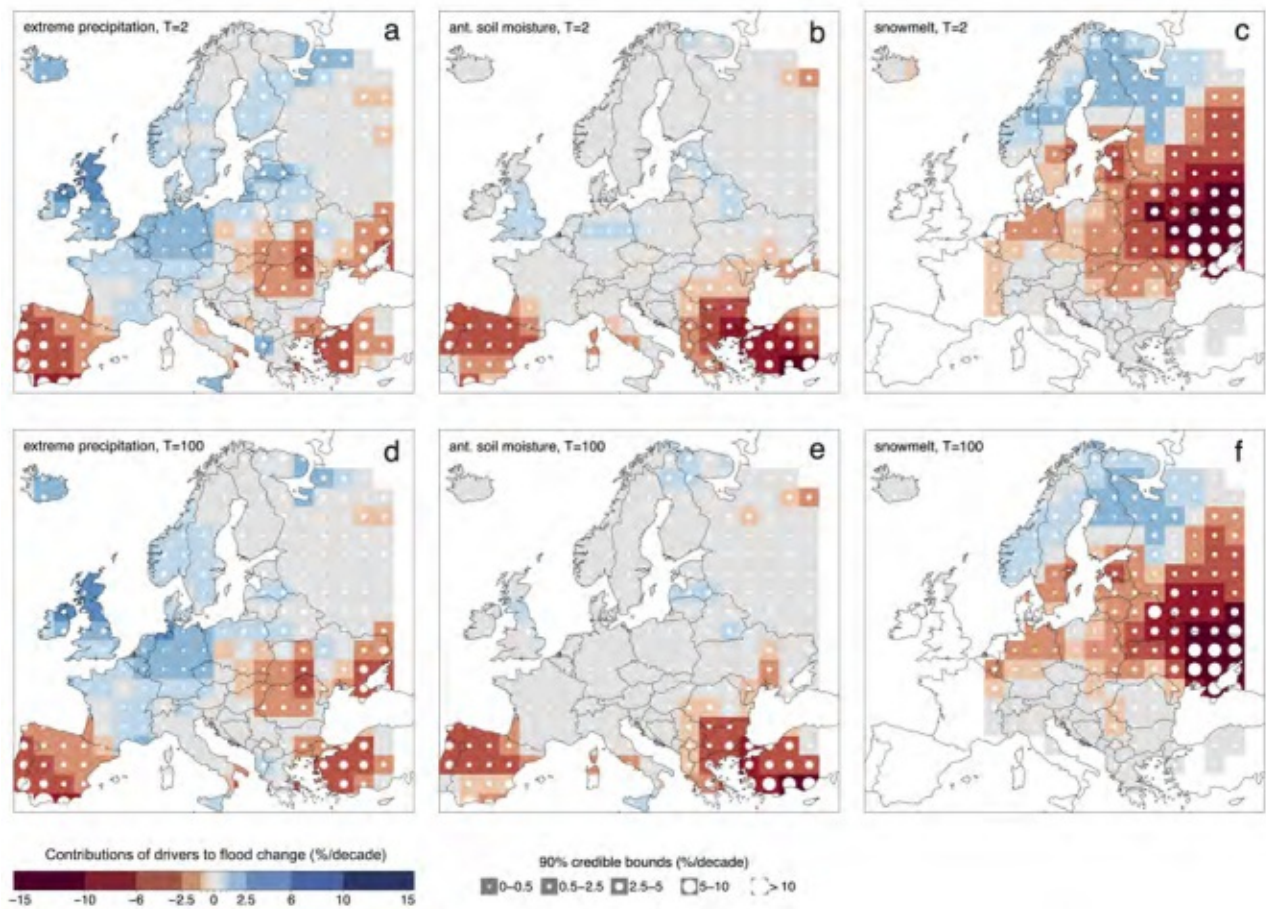 extreme precipitation, T=2
a
ant. soil moisture, T=2
b
snowmelt, T=2
c
extreme precipitation, T=100
d
ant. soil moisture, T=100
e
snowmelt, T=100
f
Contributions of drivers to flood change (%/decade)
−15 −10 −6 −2.5 0 2.5 6 10 15
90% credible bounds (%/decade)
0−0.5 0.5−2.5 2.5−5 5−10 > 10